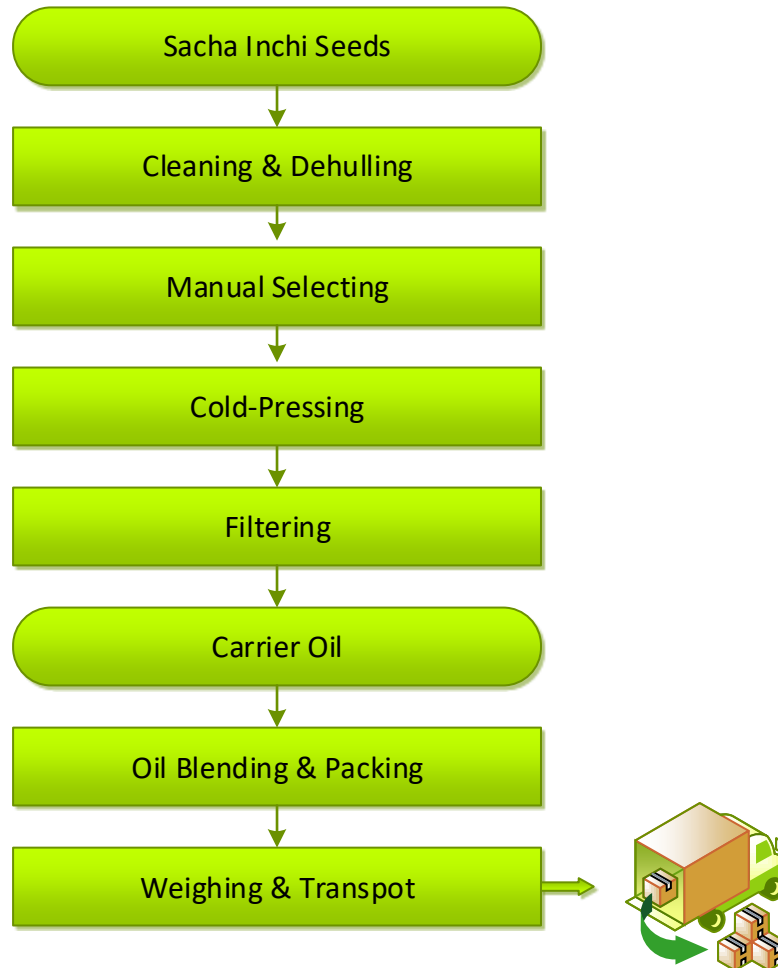 Sacha Inchi Seeds
Cleaning & Dehulling
Manual Selecting
Cold-Pressing
Filtering
Carrier Oil
Oil Blending & Packing
Weighing & Transpot